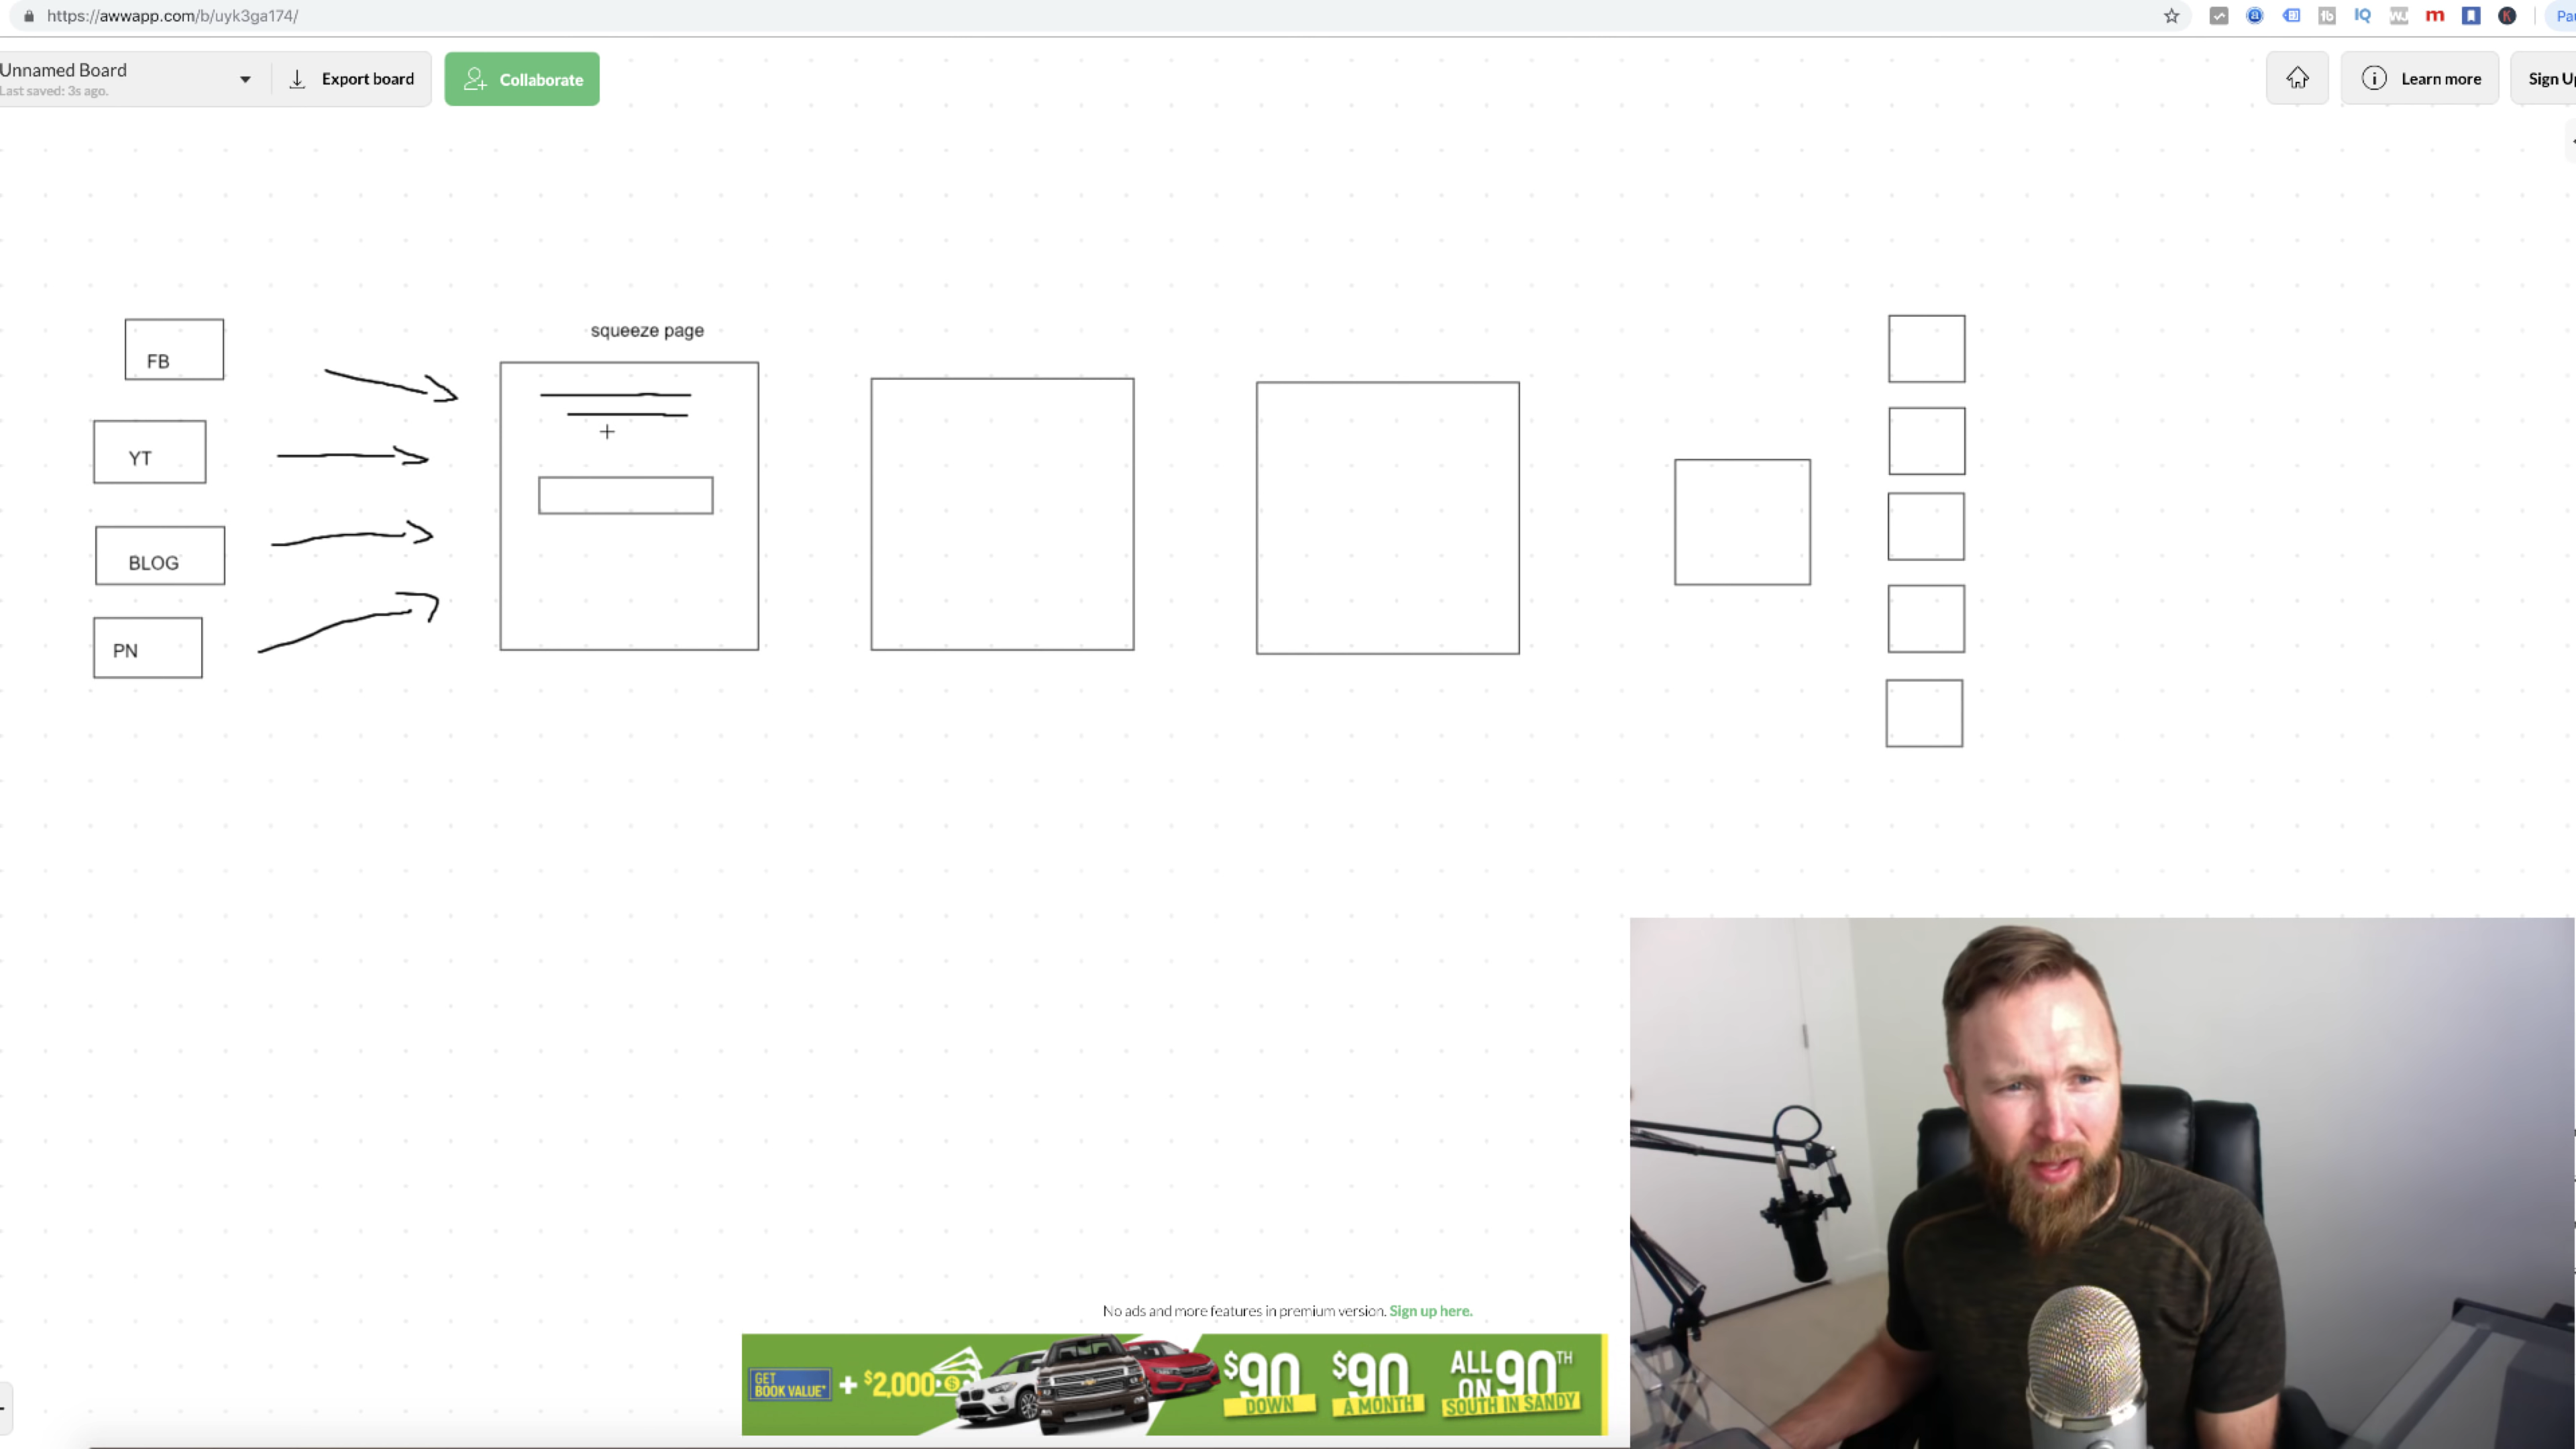 https://awwapp.com/b/uyk3ga174/
Unnamed Board
Last saved: 3s ago.
Export board
Collaborate
Learn more
squeeze page
FB
YT
BLOG
PN
No ads and more features in premium version. Sign up here.
GET BOOK VALUE* + $2,000
$90 DOWN
$90 A MONTH
ALL ON 90TH SOUTH IN SANDY